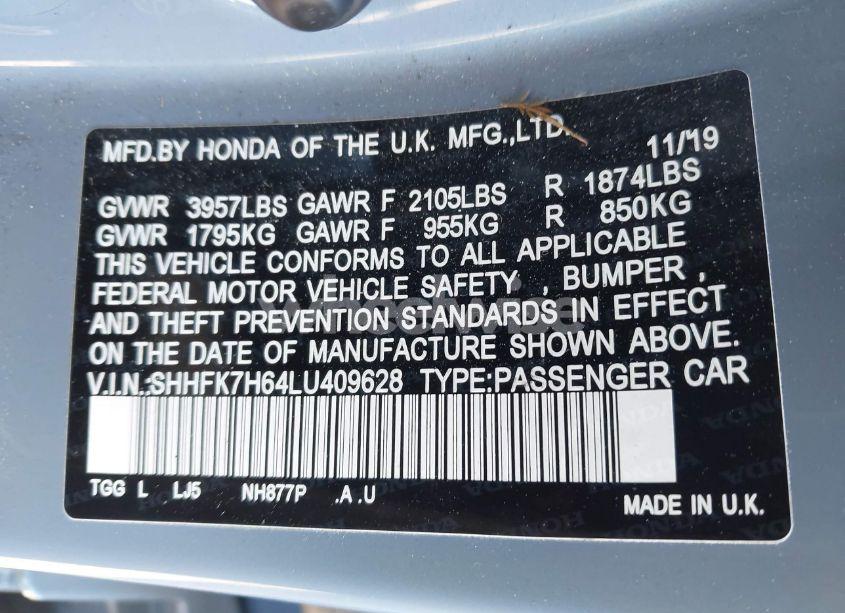 MFD.BY HONDA OF THE U.K. MFG.,LTD. 11/'19
GVWR 3957LBS GAWR F 2105LBS R 1874LBS
GVWR 1795KG GAWR F 955KG R 850KG
THIS VEHICLE CONFORMS TO ALL APPLICABLE
FEDERAL MOTOR VEHICLE SAFETY , BUMPER ,
AND THEFT PREVENTION STANDARDS IN EFFECT
ON THE DATE OF MANUFACTURE SHOWN ABOVE.
V.I.N.:SHHFK7H64LU409628 TYPE:PASSENGER CAR
TGG L LJ5 NH877P .A .U
MADE IN U.K.